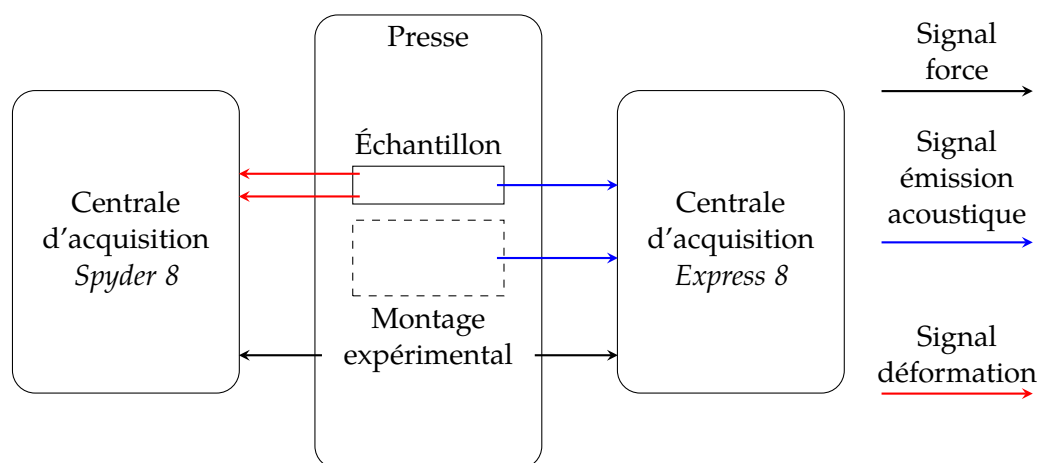 Presse
Échantillon
Montage
expérimental
Centrale
d'acquisition
Spyder 8
Centrale
d'acquisition
Express 8
Signal
force
Signal
émission
acoustique
Signal
déformation